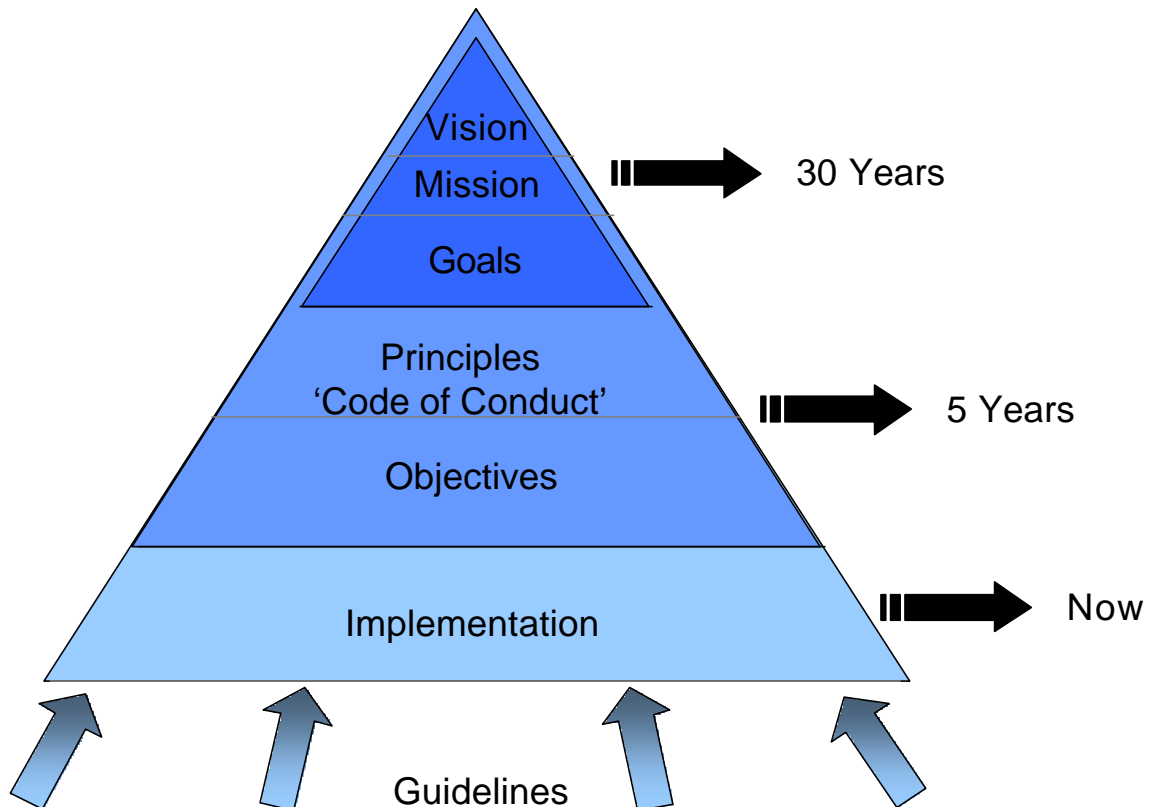 Vision
Mission
30 Years
Goals
Principles
‘Code of Conduct’
5 Years
Objectives
Implementation
Now
Guidelines